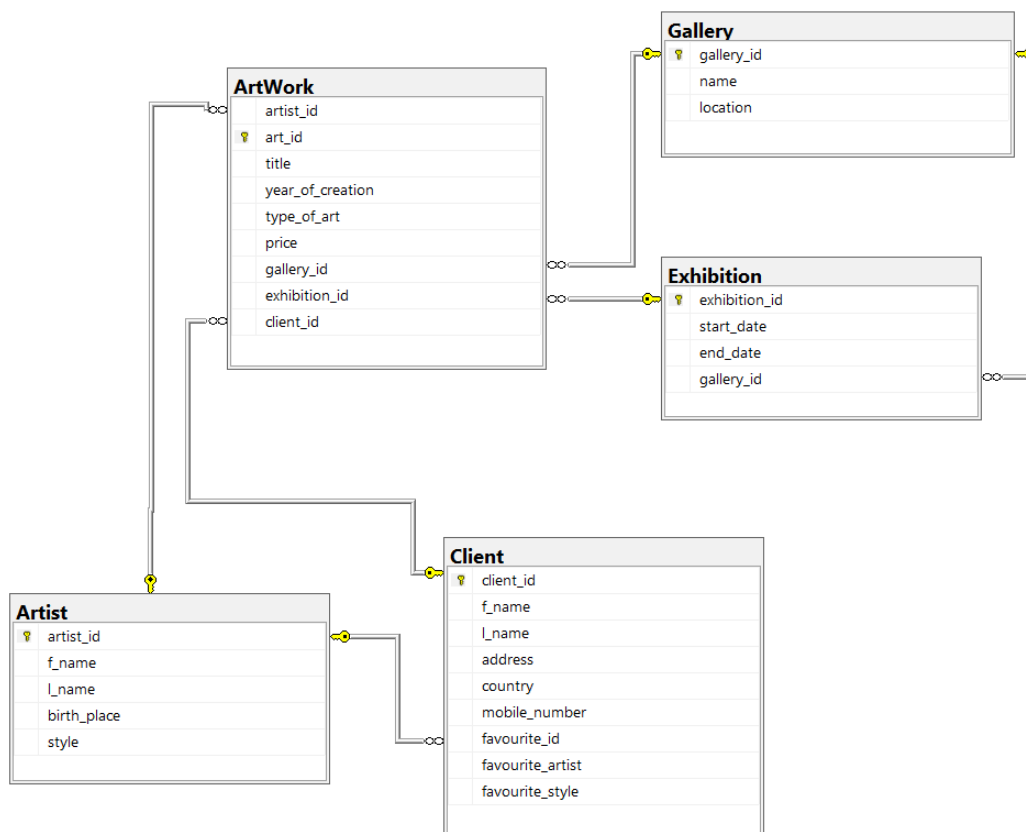 Gallery
gallery_id
name
location
ArtWork
artist_id
art_id
title
year_of_creation
type_of_art
price
gallery_id
exhibition_id
client_id
Exhibition
exhibition_id
start_date
end_date
gallery_id
Client
client_id
f_name
l_name
address
country
mobile_number
favourite_id
favourite_artist
favourite_style
Artist
artist_id
f_name
l_name
birth_place
style